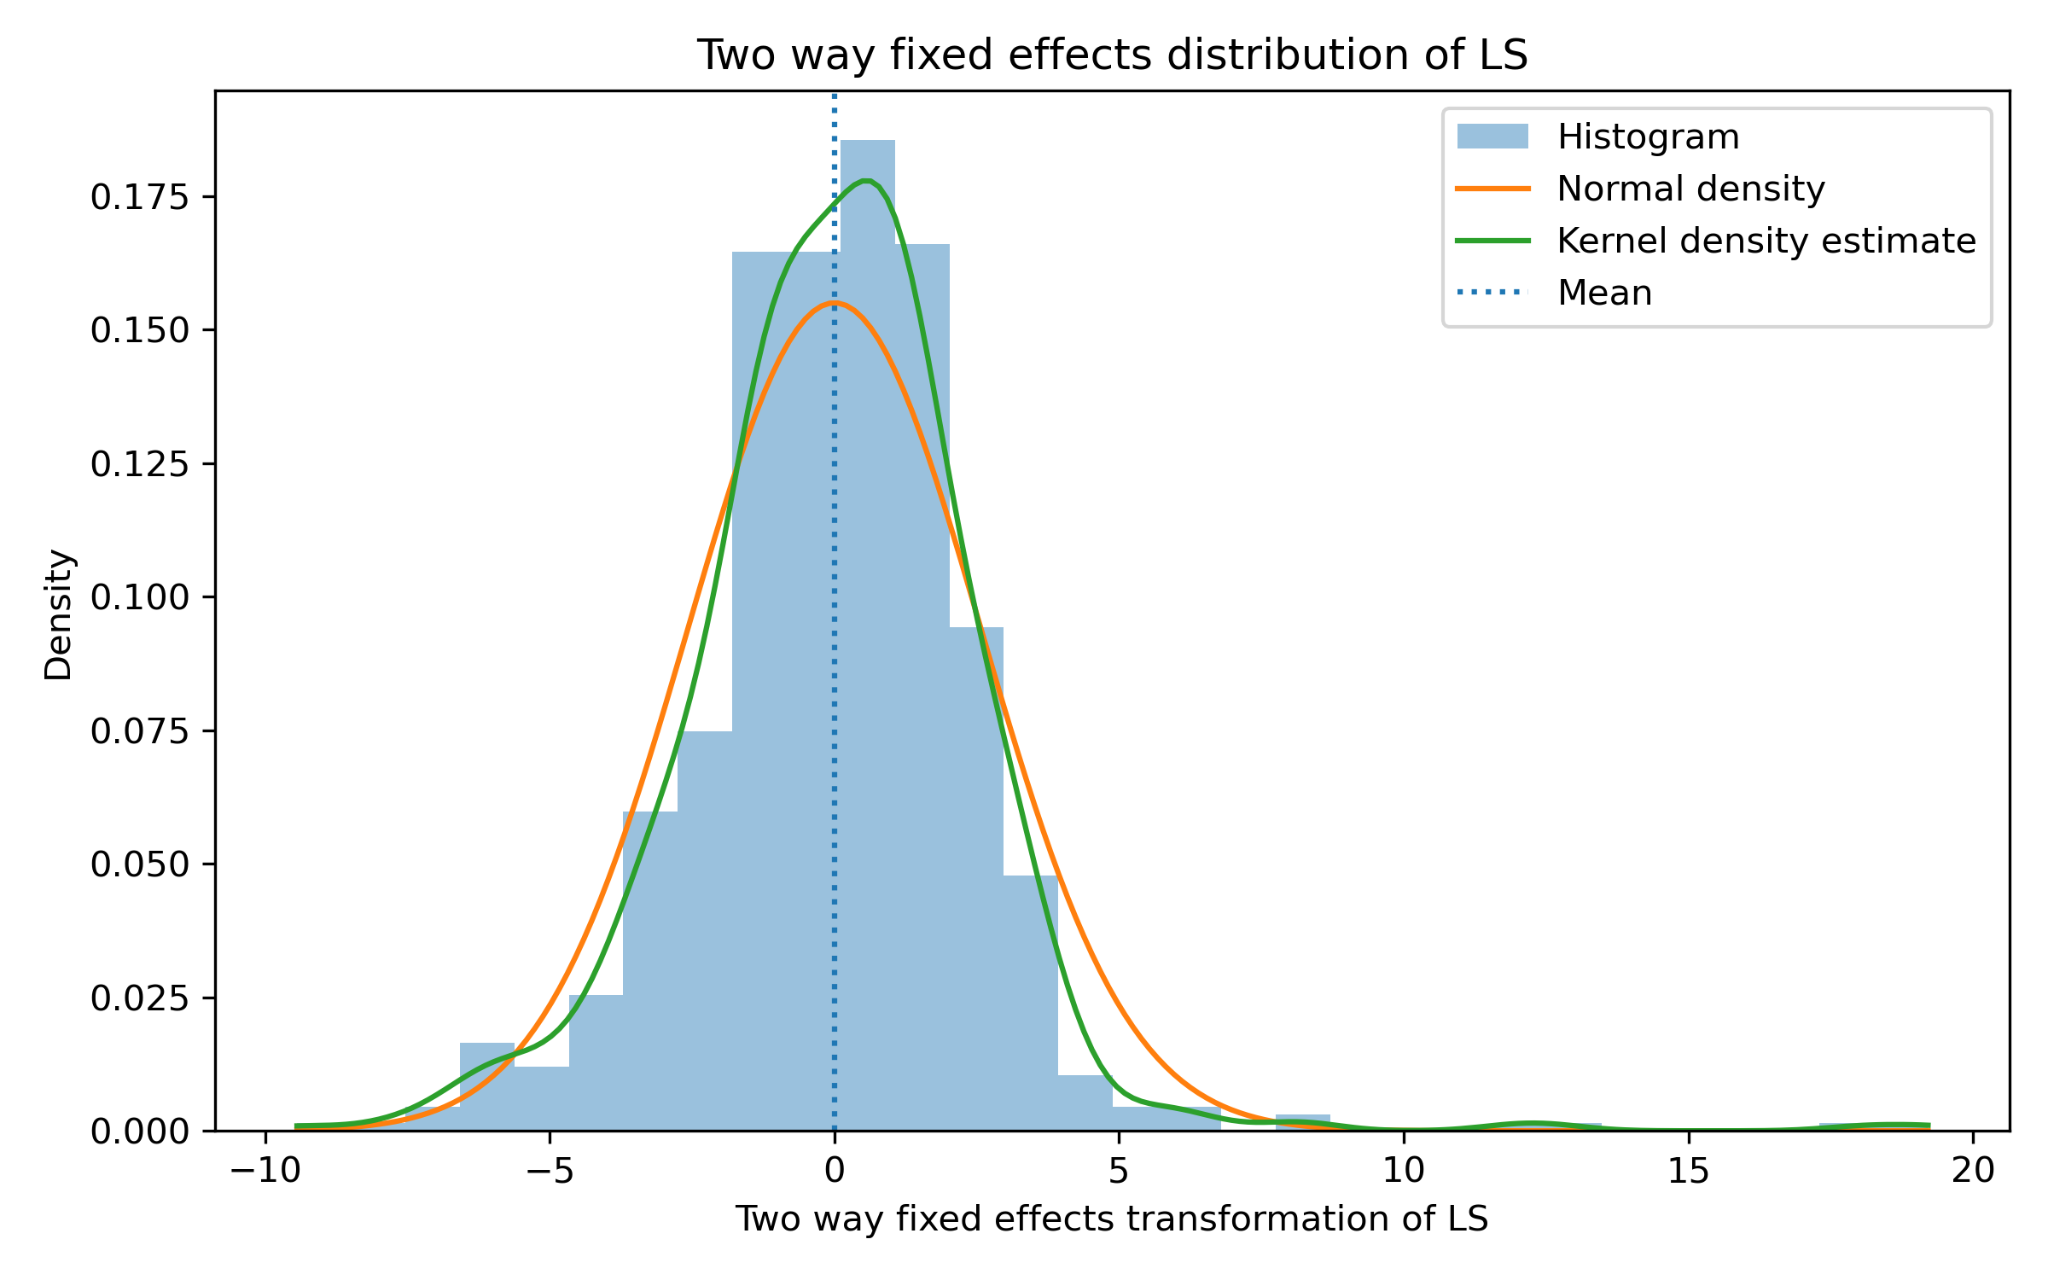 Two way fixed effects distribution of LS
Histogram
Normal density
Kernel density estimate
Mean
Density
0.175
0.150
0.125
0.100
0.075
0.050
0.025
0.000
−10 −5 0 5 10 15 20
Two way fixed effects transformation of LS